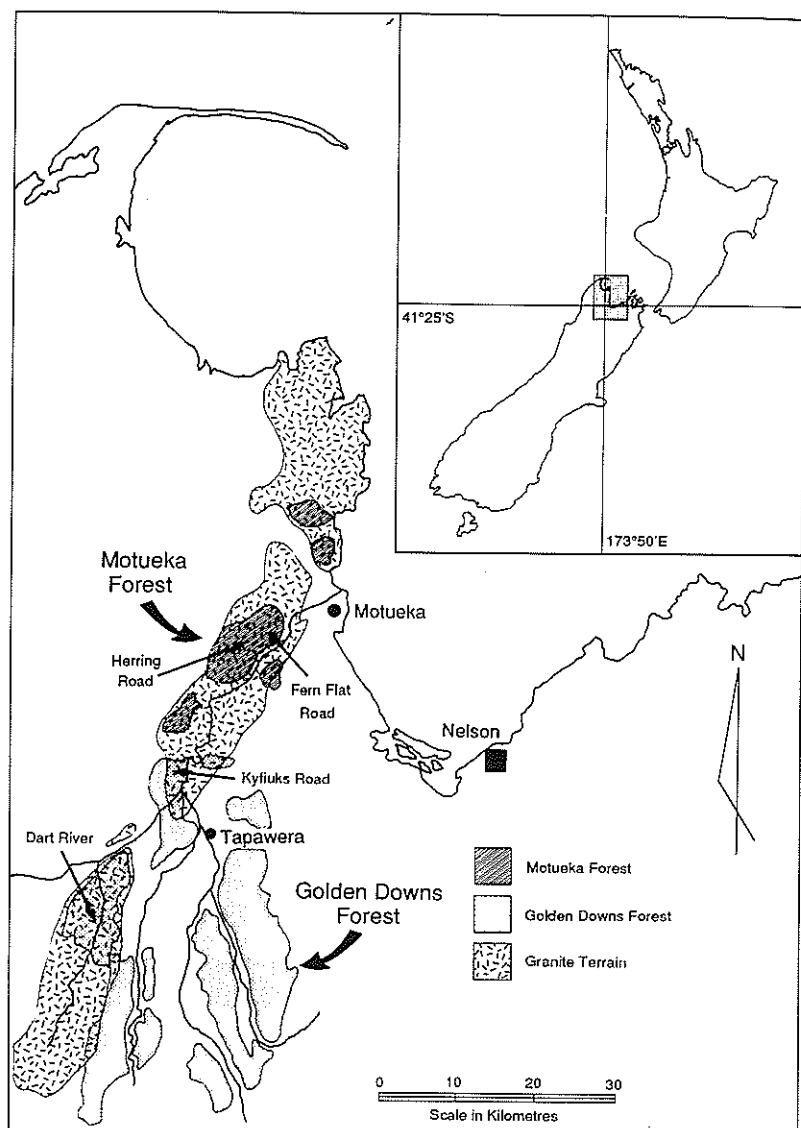 41°25'S
173°50'E
Motueka
Forest
Motueka
Herring
Road
Fern Flat
Road
N
Nelson
Kyfiuks Road
Tapawera
Dart River
Golden Downs
Forest
Motueka Forest
Golden Downs Forest
Granite Terrain
0 10 20 30
Scale in Kilometres